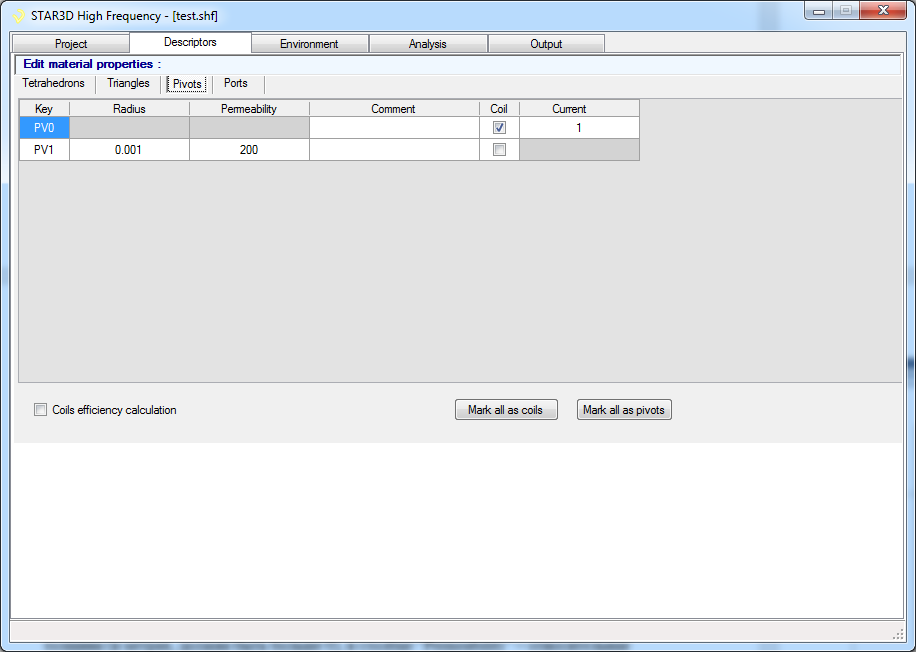 STAR3D High Frequency - [test.shf]
Project Descriptors Environment Analysis Output
Edit material properties :
Tetrahedrons Triangles Pivots Ports
Key Radius Permeability Comment Coil Current
PV0 1
PV1 0.001 200
Coils efficiency calculation Mark all as coils Mark all as pivots